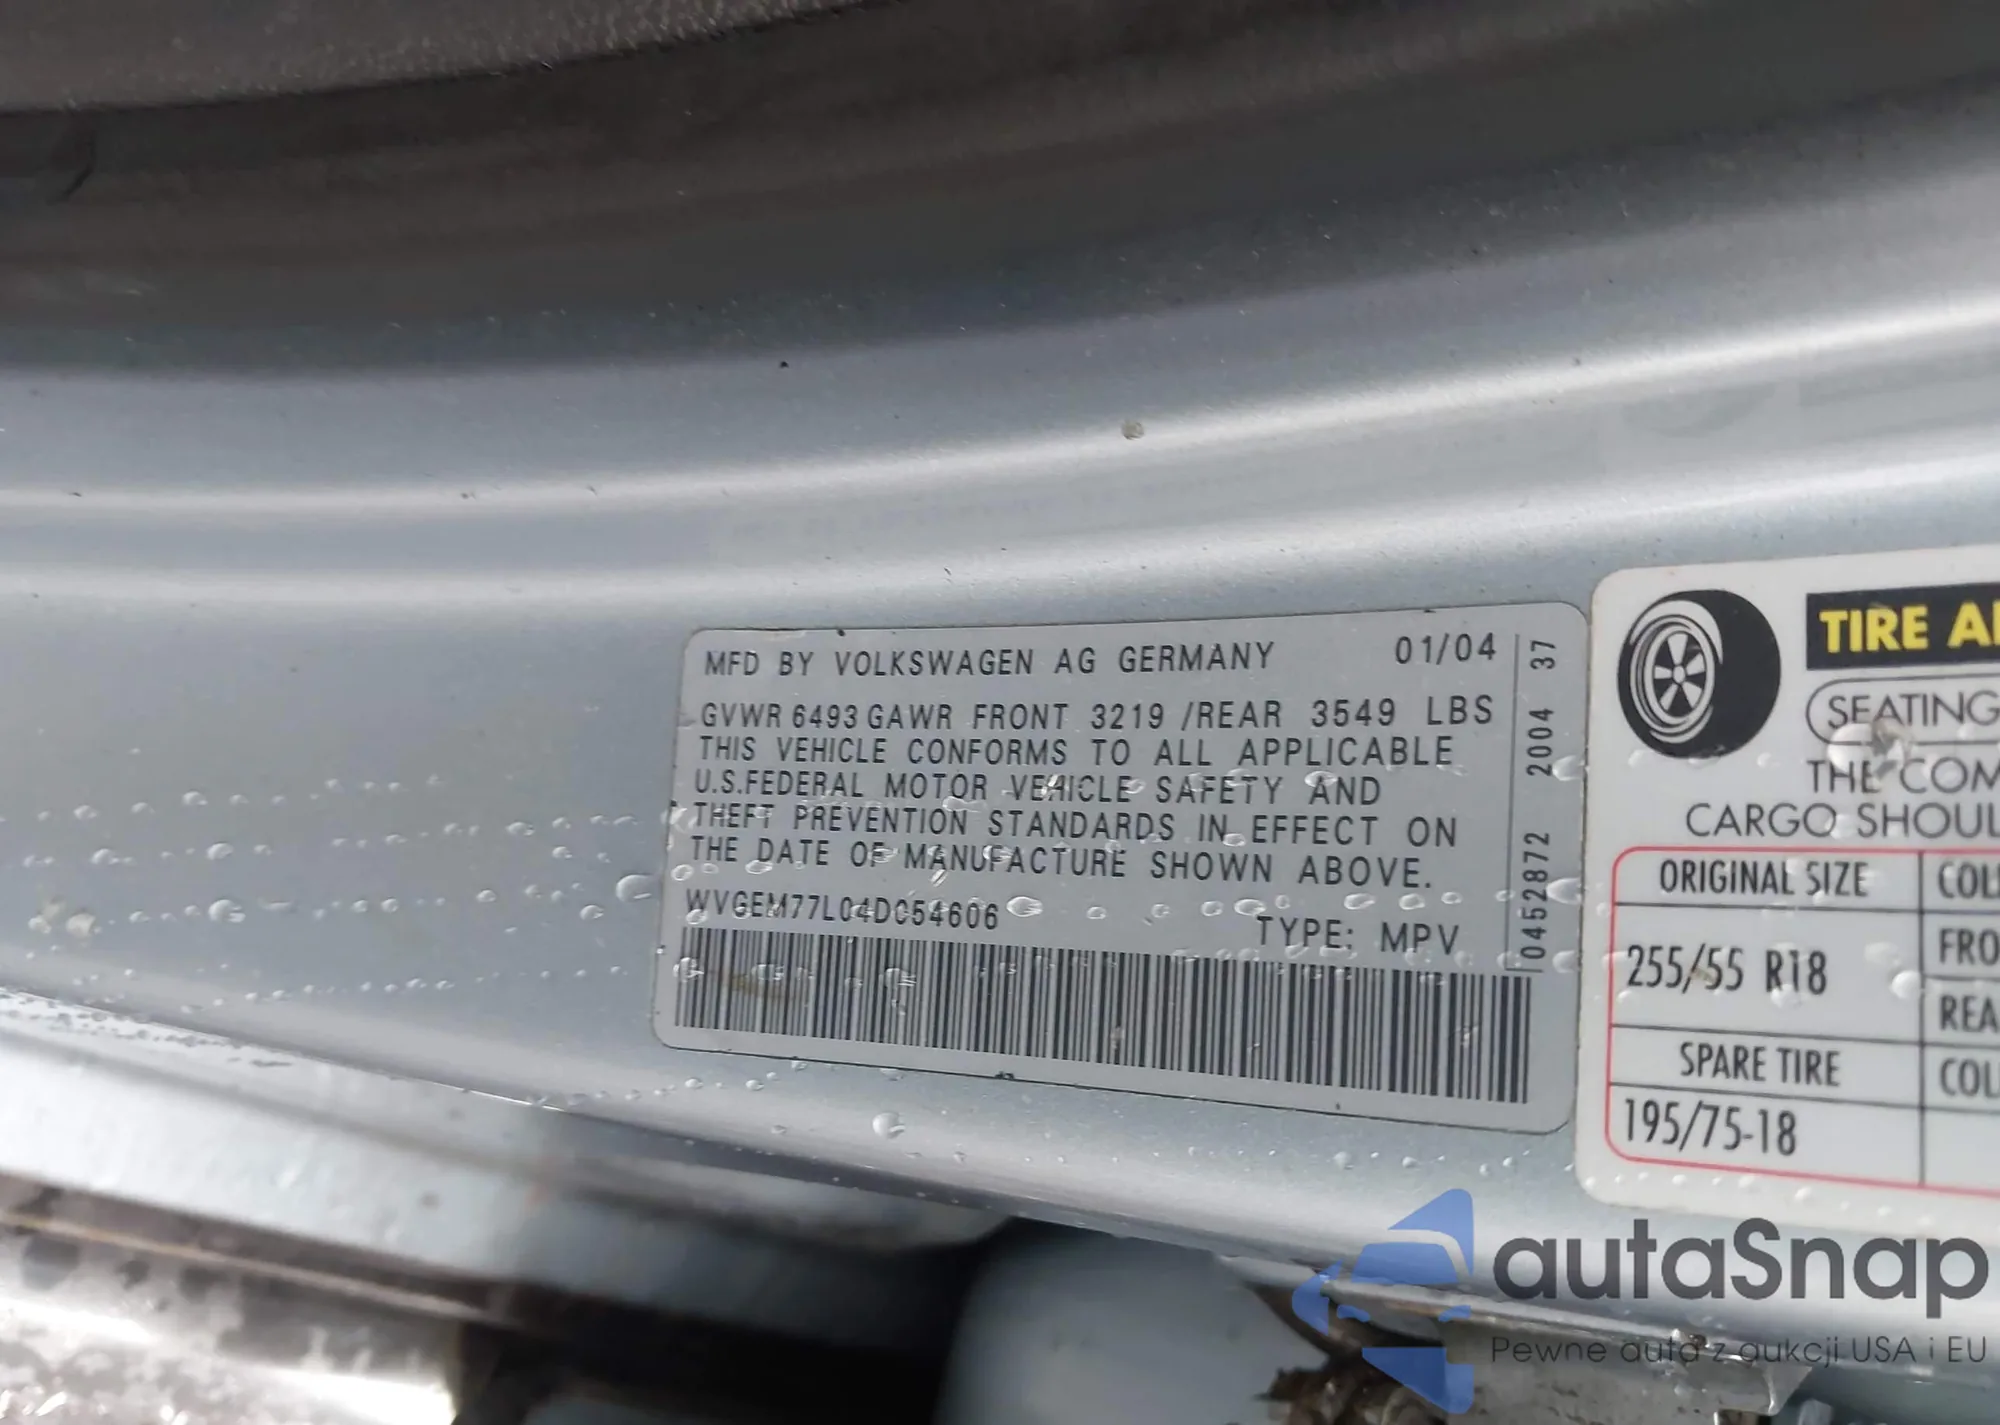 MFD BY VOLKSWAGEN AG GERMANY 01/04
GVWR 6493 GAWR FRONT 3219 /REAR 3549 LBS
THIS VEHICLE CONFORMS TO ALL APPLICABLE
U.S.FEDERAL MOTOR VEHICLE SAFETY AND
THEFT PREVENTION STANDARDS IN EFFECT ON
THE DATE OF MANUFACTURE SHOWN ABOVE.
WVGEM77L04D054606
TYPE: MPV
0452872 2004 37
TIRE A
SEATING
THE COM
CARGO SHOUL
ORIGINAL SIZE
COL
255/55 R18
FRO
REA
SPARE TIRE
COL
195/75-18
autaSnap
Pewne auta z aukcji USA i EU